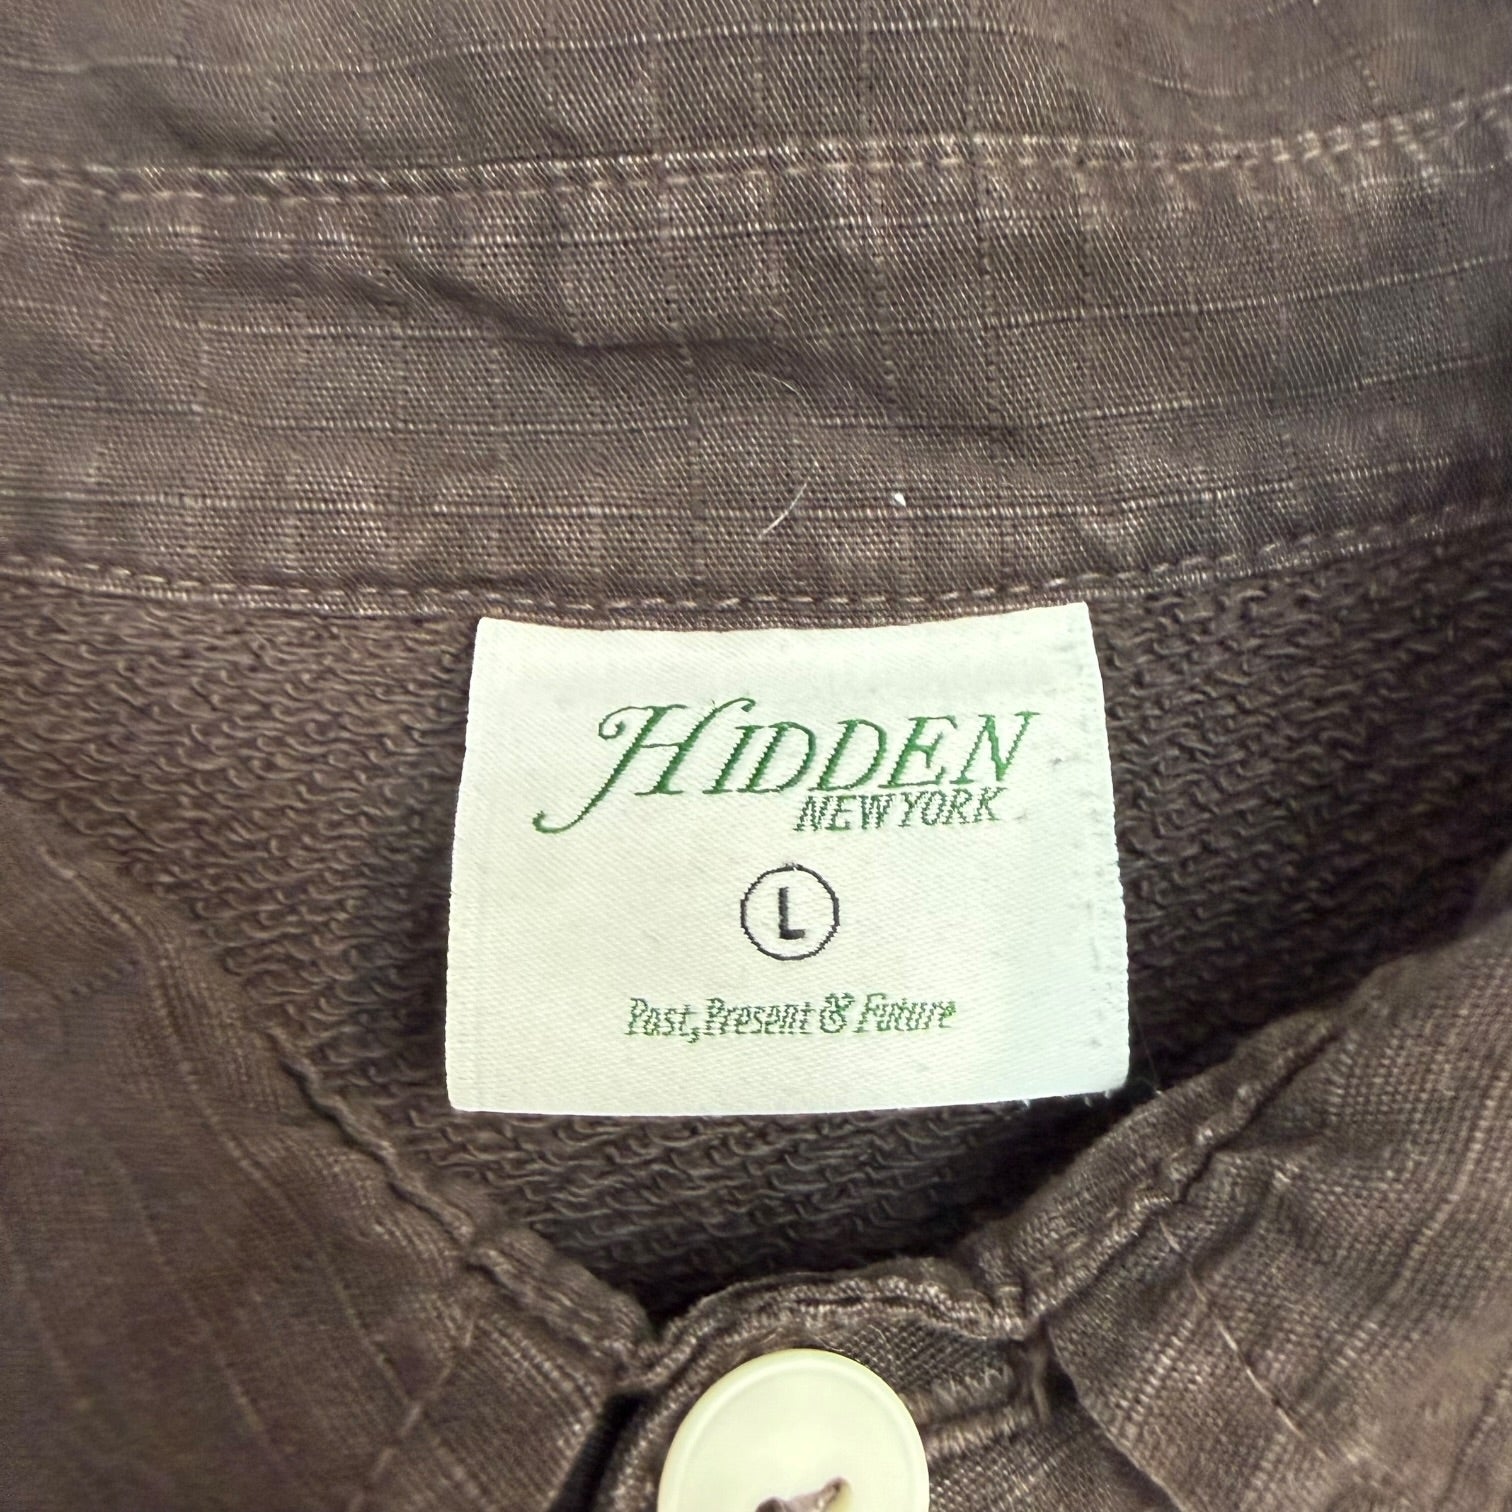 HIDDEN
NEW YORK
L
Past, Present & Future